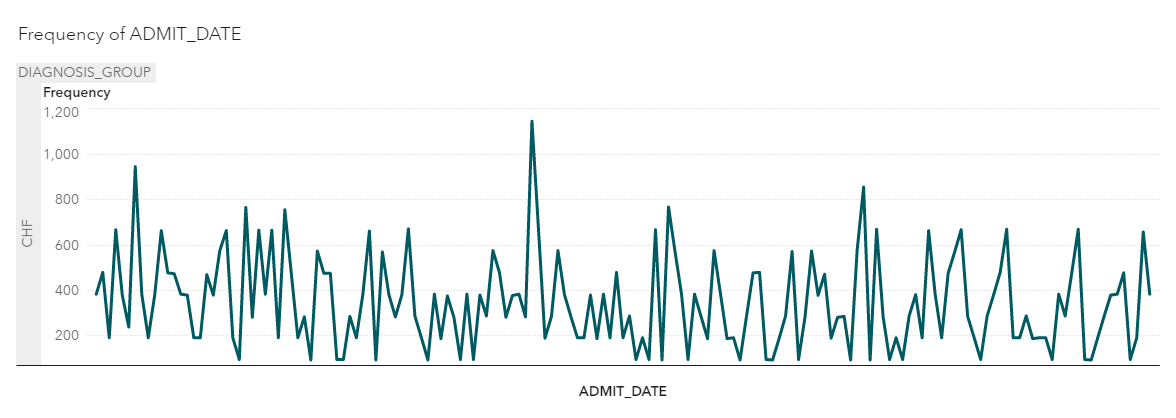 Frequency of ADMIT_DATE
DIAGNOSIS_GROUP
Frequency
1,200
1,000
800
600
400
200
CHF
ADMIT_DATE